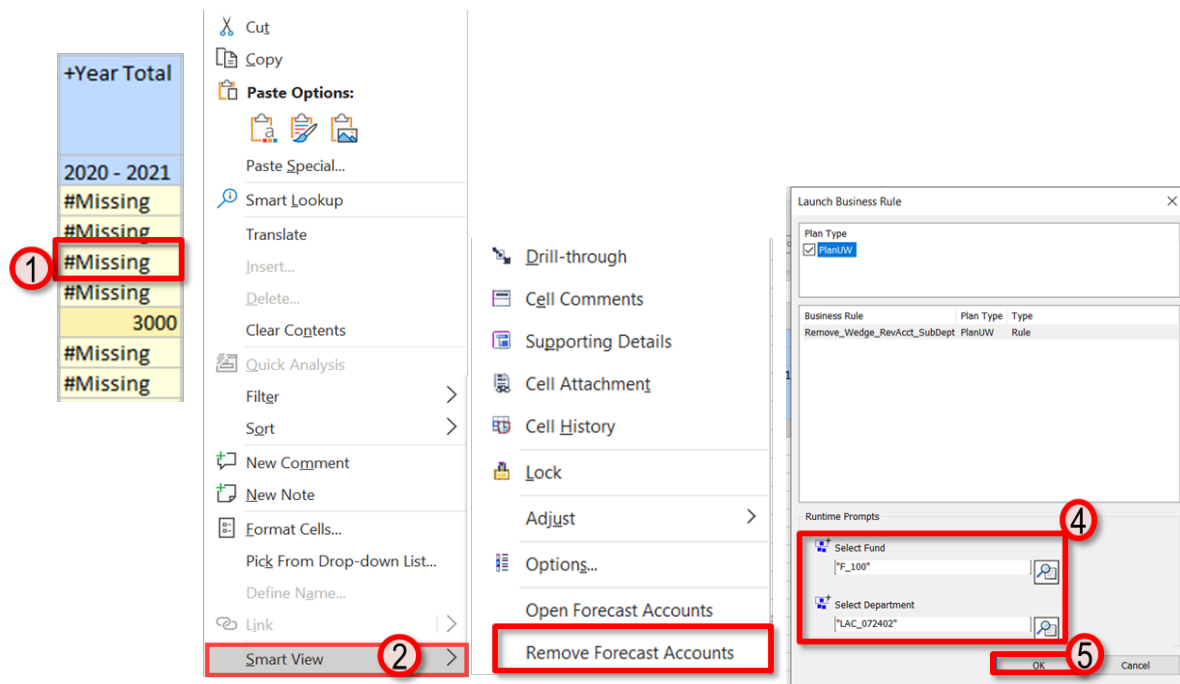 +Year Total
2020 - 2021
#Missing
#Missing
#Missing
#Missing
3000
#Missing
#Missing
1
Cut
Copy
Paste Options:
Paste Special...
Smart Lookup
Translate
Insert...
Delete...
Clear Contents
Quick Analysis
Filter
Sort
New Comment
New Note
Format Cells...
Pick From Drop-down List...
Define Name...
Link
Smart View
2
Drill-through
Cell Comments
Supporting Details
Cell Attachment
Cell History
Lock
Adjust
Options...
Open Forecast Accounts
Remove Forecast Accounts
Launch Business Rule
Plan Type
PlanUW
Business Rule Plan Type Type
Remove_Wedge_RevAcct_SubDept PlanUW Rule
Runtime Prompts
4
Select Fund
"F_100"
Select Department
"LAC_072402"
OK
5
Cancel